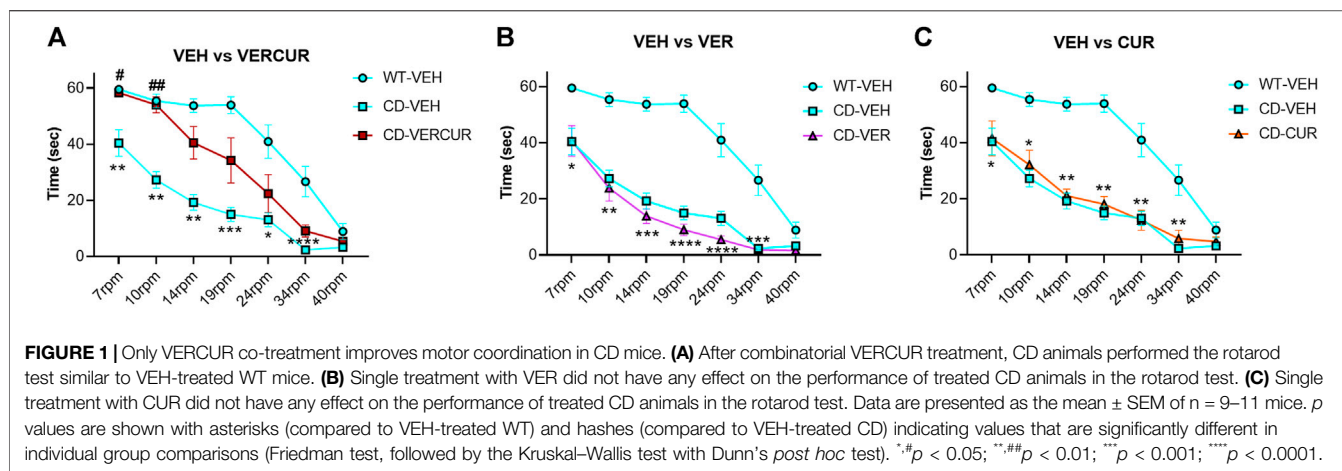 A
VEH vs VERCUR
# ##
60
40
20
0
Time (sec)
** ** ** *** * ****
7rpm 10rpm 14rpm 19rpm 24rpm 34rpm 40rpm
WT-VEH
CD-VEH
CD-VERCUR
B
VEH vs VER
60
40
20
0
Time (sec)
* ** *** **** **** ***
7rpm 10rpm 14rpm 19rpm 24rpm 34rpm 40rpm
WT-VEH
CD-VEH
CD-VER
C
VEH vs CUR
60
40
20
0
Time (sec)
* * ** ** ** **
7rpm 10rpm 14rpm 19rpm 24rpm 34rpm 40rpm
WT-VEH
CD-VEH
CD-CUR
FIGURE 1 | Only VERCUR co-treatment improves motor coordination in CD mice. (A) After combinatorial VERCUR treatment, CD animals performed the rotarod
test similar to VEH-treated WT mice. (B) Single treatment with VER did not have any effect on the performance of treated CD animals in the rotarod test. (C) Single
treatment with CUR did not have any effect on the performance of treated CD animals in the rotarod test. Data are presented as the mean ± SEM of n = 9–11 mice. p
values are shown with asterisks (compared to VEH-treated WT) and hashes (compared to VEH-treated CD) indicating values that are significantly different in
individual group comparisons (Friedman test, followed by the Kruskal–Wallis test with Dunn's post hoc test). *,#p < 0.05; **,##p < 0.01; ***p < 0.001; ****p < 0.0001.